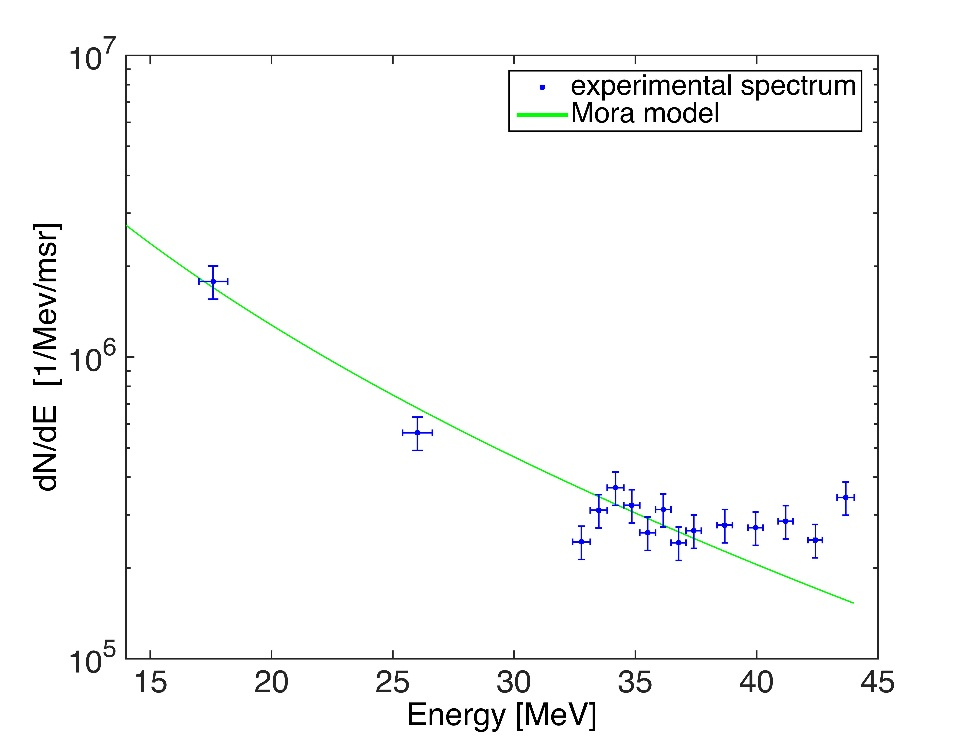 10^7
experimental spectrum
Mora model
dN/dE [1/Mev/msr]
10^6
10^5
15 20 25 30 35 40 45
Energy [MeV]